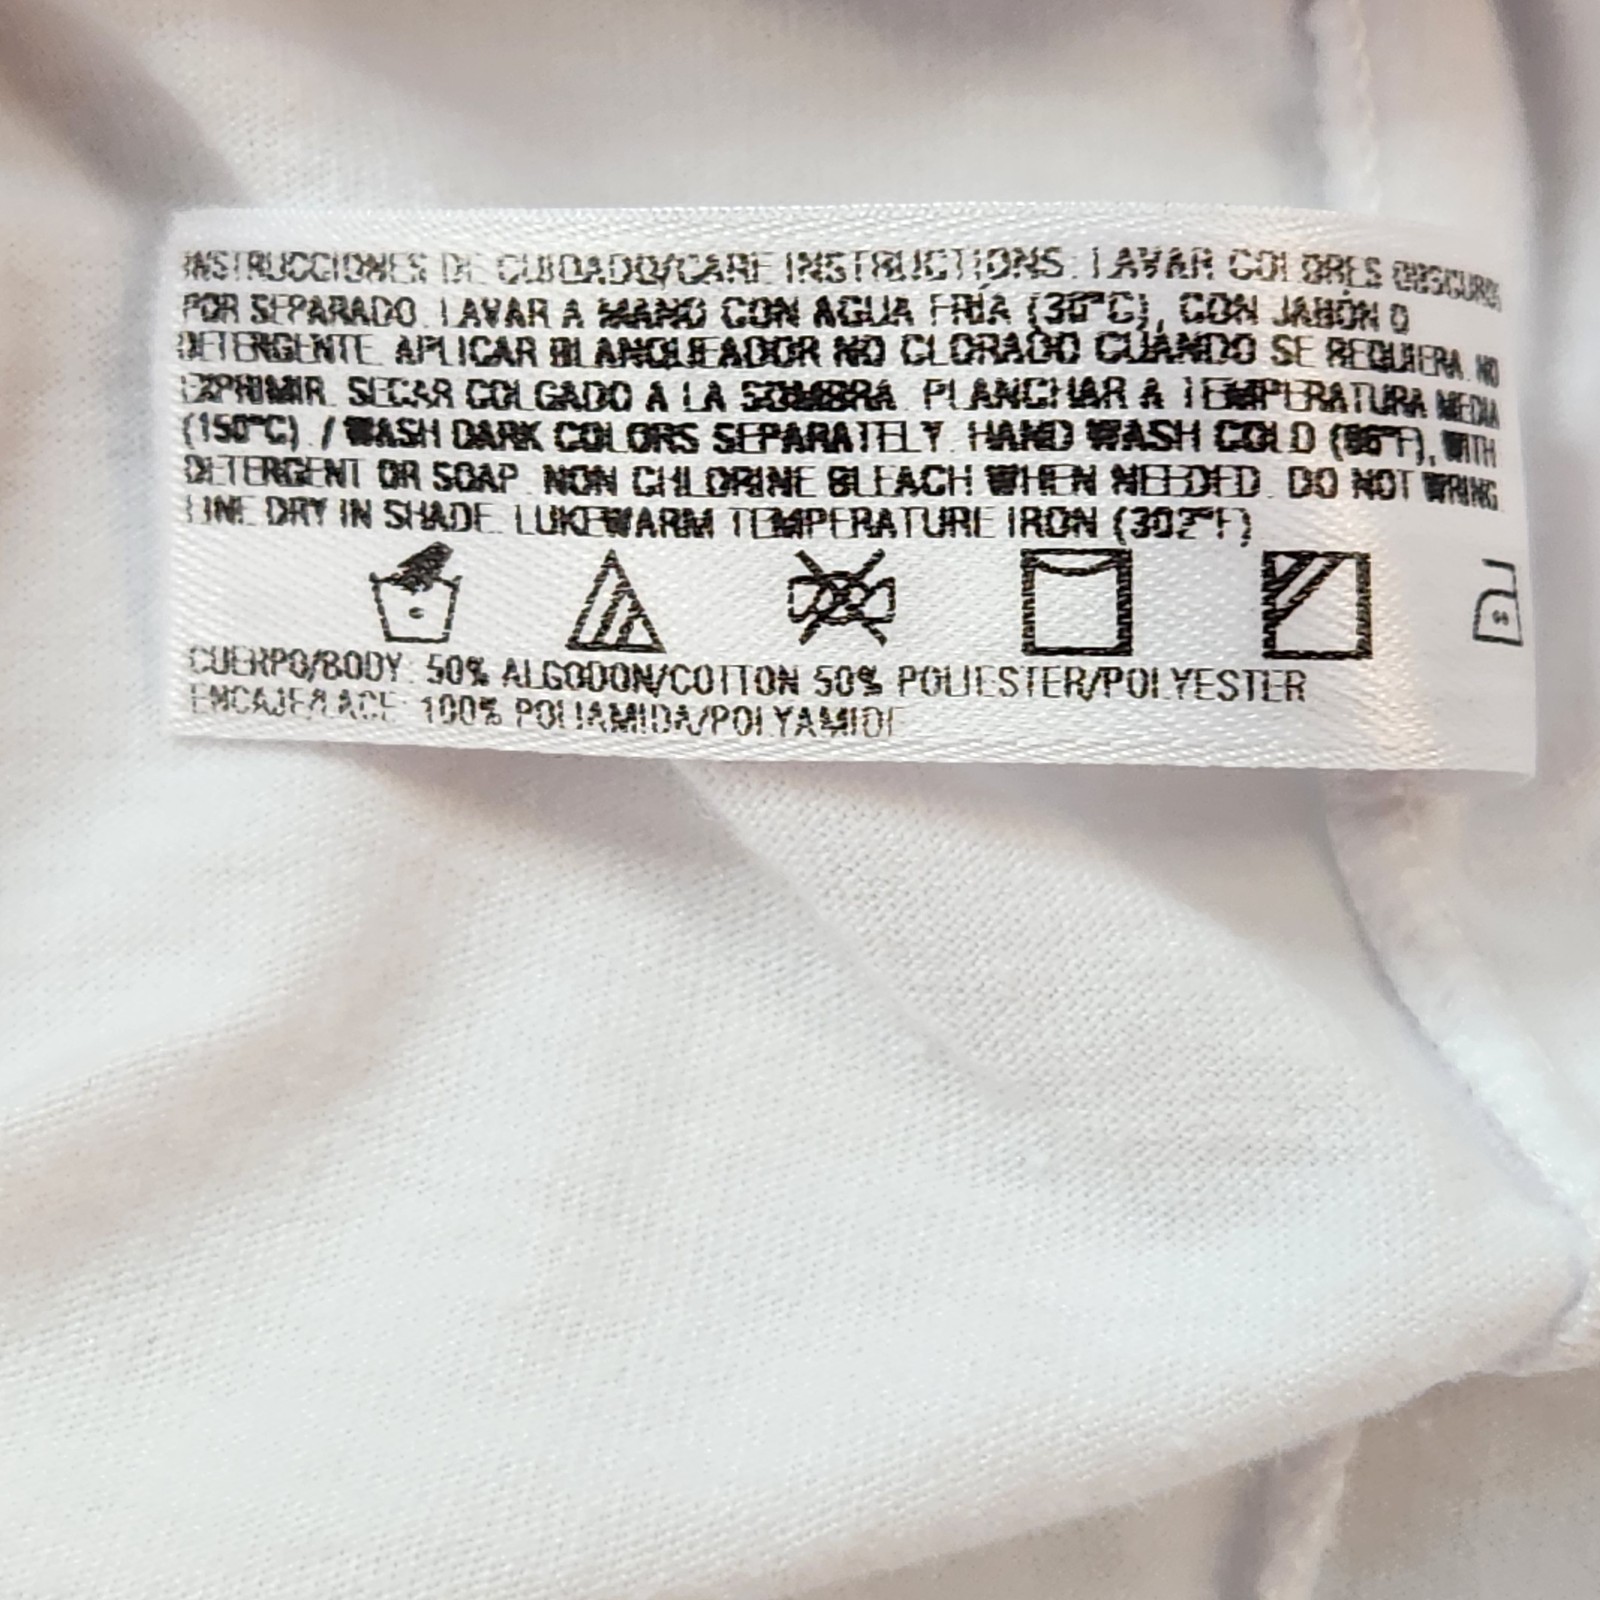 INSTRUCCIONES DE CUIDADO/CARE INSTRUCTIONS: LAVAR COLORES OBSCUROS
POR SEPARADO. LAVAR A MANO CON AGUA FRIA (30°C), CON JABON O
DETERGENTE. APLICAR BLANQUEADOR NO CLORADO CUANDO SE REQUIERA. NO
EXPRIMIR. SECAR COLGADO A LA SOMBRA. PLANCHAR A TEMPERATURA MEDIA
(150°C). / WASH DARK COLORS SEPARATELY. HAND WASH COLD (86°F), WITH
DETERGENT OR SOAP. NON CHLORINE BLEACH WHEN NEEDED. DO NOT WRING.
LINE DRY IN SHADE. LUKEWARM TEMPERATURE IRON (302°F)
CUERPO/BODY: 50% ALGODON/COTTON 50% POLIESTER/POLYESTER
ENCAJE/LACE: 100% POLIAMIDA/POLYAMIDE